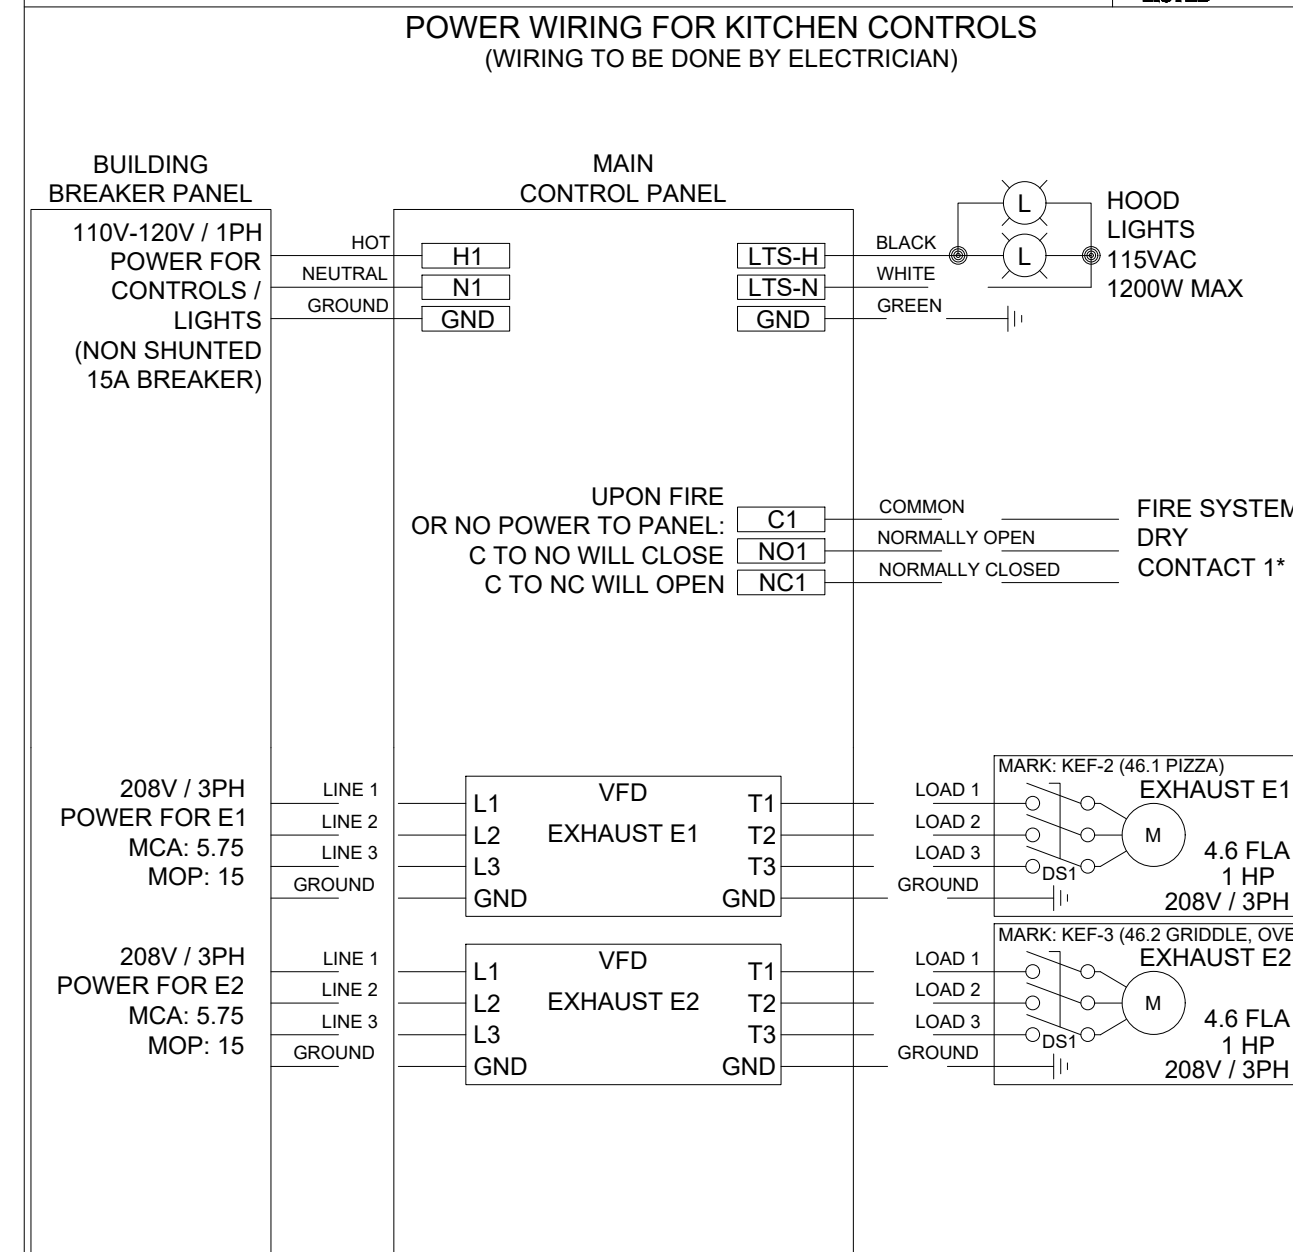 POWER WIRING FOR KITCHEN CONTROLS
(WIRING TO BE DONE BY ELECTRICIAN)
BUILDING
BREAKER PANEL
MAIN
CONTROL PANEL
110V-120V / 1PH
POWER FOR
CONTROLS /
LIGHTS
(NON SHUNTED
15A BREAKER)
HOT
NEUTRAL
GROUND
H1
N1
GND
LTS-H
LTS-N
GND
BLACK
WHITE
GREEN
L
L
HOOD
LIGHTS
115VAC
1200W MAX
UPON FIRE
OR NO POWER TO PANEL:
C TO NO WILL CLOSE
C TO NC WILL OPEN
C1
NO1
NC1
COMMON
NORMALLY OPEN
NORMALLY CLOSED
FIRE SYSTEM
DRY
CONTACT 1*
208V / 3PH
POWER FOR E1
MCA: 5.75
MOP: 15
LINE 1
LINE 2
LINE 3
GROUND
L1
L2
L3
GND
VFD
EXHAUST E1
T1
T2
T3
GND
LOAD 1
LOAD 2
LOAD 3
GROUND
MARK: KEF-2 (46.1 PIZZA)
EXHAUST E1
M
DS1
4.6 FLA
1 HP
208V / 3PH
208V / 3PH
POWER FOR E2
MCA: 5.75
MOP: 15
LINE 1
LINE 2
LINE 3
GROUND
L1
L2
L3
GND
VFD
EXHAUST E2
T1
T2
T3
GND
LOAD 1
LOAD 2
LOAD 3
GROUND
MARK: KEF-3 (46.2 GRIDDLE, OVE
EXHAUST E2
M
DS1
4.6 FLA
1 HP
208V / 3PH